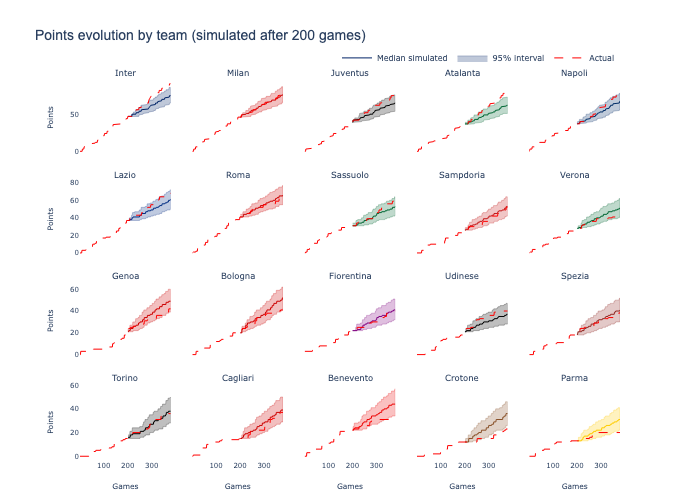 Points evolution by team (simulated after 200 games)
Median simulated 95% interval Actual
Inter Milan Juventus Atalanta Napoli
Points
50
0
Lazio Roma Sassuolo Sampdoria Verona
Points
80
60
40
20
0
Genoa Bologna Fiorentina Udinese Spezia
Points
60
40
20
0
Torino Cagliari Benevento Crotone Parma
Points
60
40
20
0
100 200 300 100 200 300 100 200 300 100 200 300 100 200 300
Games Games Games Games Games